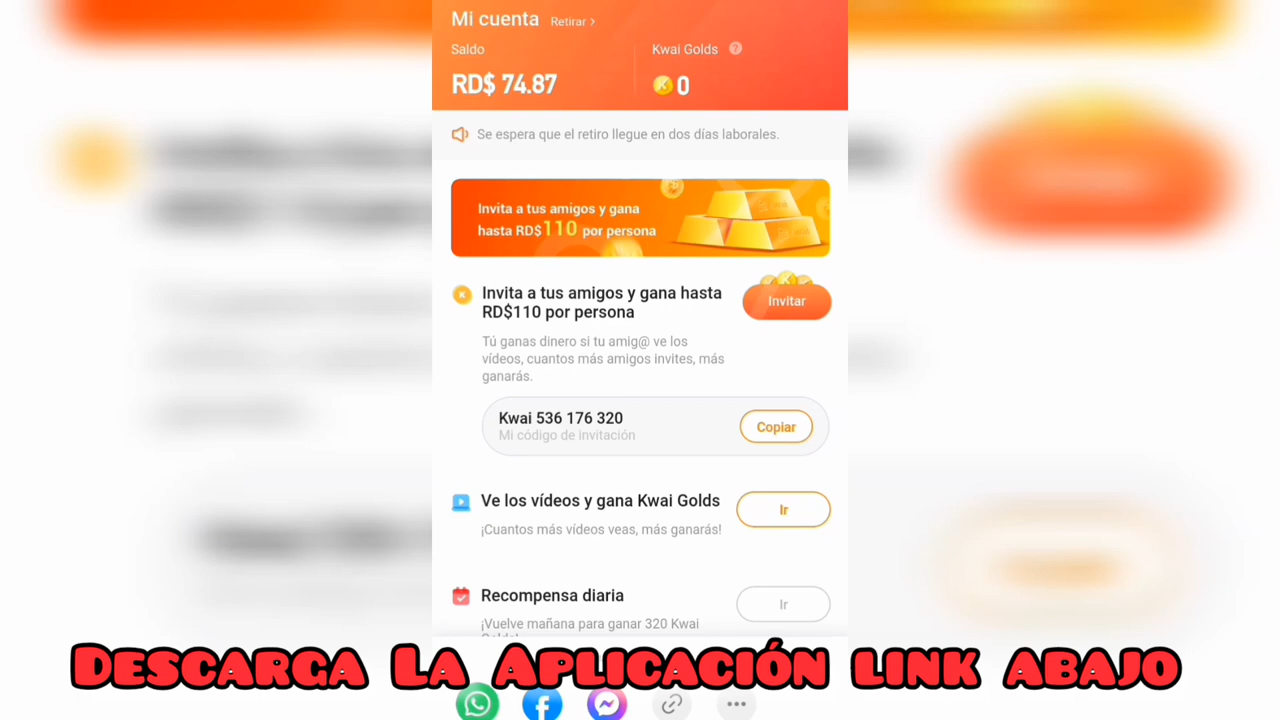 Mi cuenta Retirar >
Saldo
Kwai Golds ?
RD$ 74.87
0
Se espera que el retiro llegue en dos días laborales.
Invita a tus amigos y gana
hasta RD$110 por persona
Invita a tus amigos y gana hasta
RD$110 por persona
Invitar
Tú ganas dinero si tu amig@ ve los
vídeos, cuantos más amigos invites, más
ganarás.
Kwai 536 176 320
Mi código de invitación
Copiar
Ve los vídeos y gana Kwai Golds
Ir
¡Cuantos más vídeos veas, más ganarás!
Recompensa diaria
Ir
¡Vuelve mañana para ganar 320 Kwai
Descarga La Aplicación link abajo